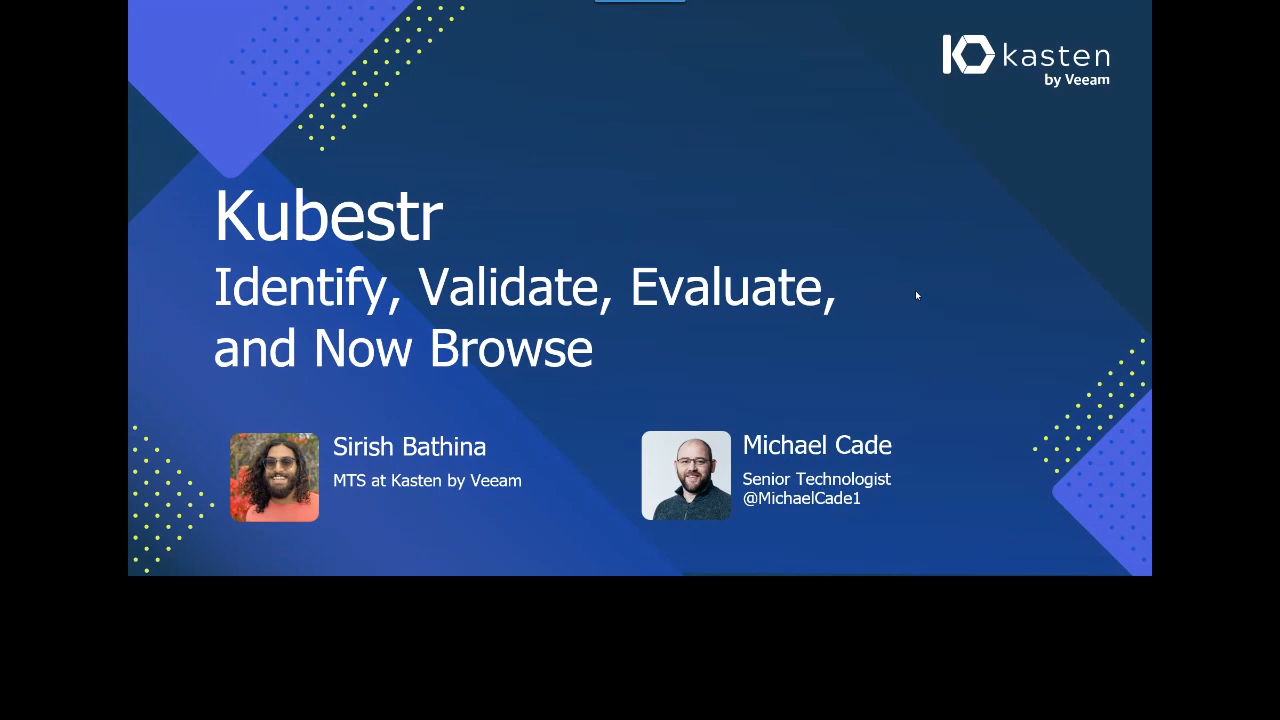 kasten
by Veeam
Kubestr
Identify, Validate, Evaluate,
and Now Browse
Sirish Bathina
MTS at Kasten by Veeam
Michael Cade
Senior Technologist
@MichaelCade1